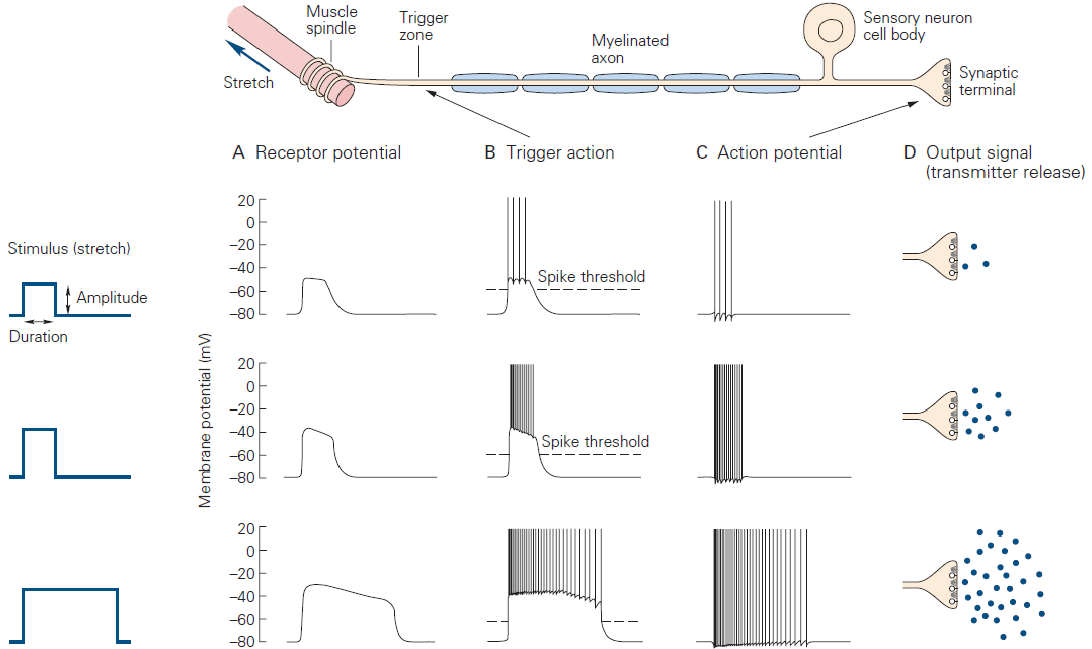 Muscle
spindle
Trigger
zone
Myelinated
axon
Sensory neuron
cell body
Synaptic
terminal
Stretch
A Receptor potential
B Trigger action
C Action potential
D Output signal
(transmitter release)
Stimulus (stretch)
Amplitude
Duration
Membrane potential (mV)
20
0
–20
–40
–60
–80
Spike threshold
20
0
–20
–40
–60
–80
Spike threshold
20
0
–20
–40
–60
–80